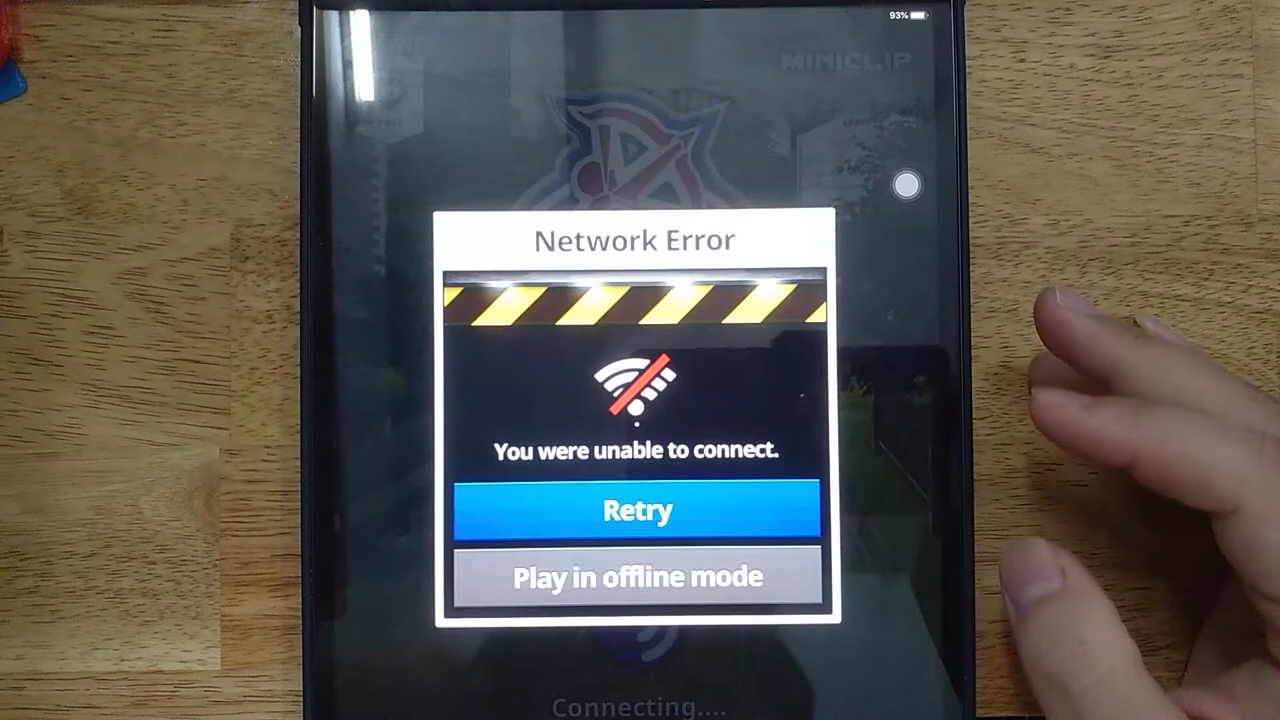 93%
MINICLIP
Network Error
You were unable to connect.
Retry
Play in offline mode
Connecting....